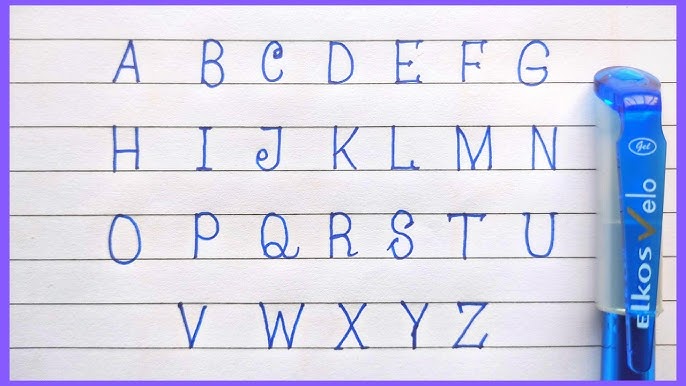 A B C D E F G
H I J K L M N
O P Q R S T U
V W X Y Z
Elkos Velo
Gel